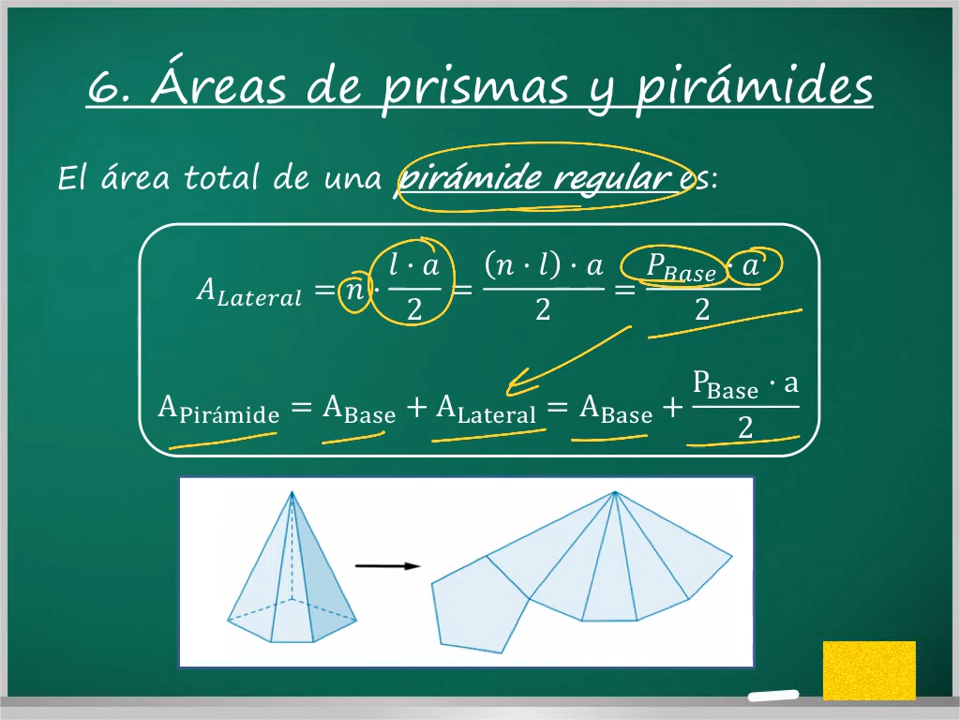 6. Áreas de prismas y pirámides
El área total de una pirámide regular es:
A_Lateral = n · (l · a)/2 = ((n · l) · a)/2 = (P_Base · a)/2
A_Pirámide = A_Base + A_Lateral = A_Base + (P_Base · a)/2